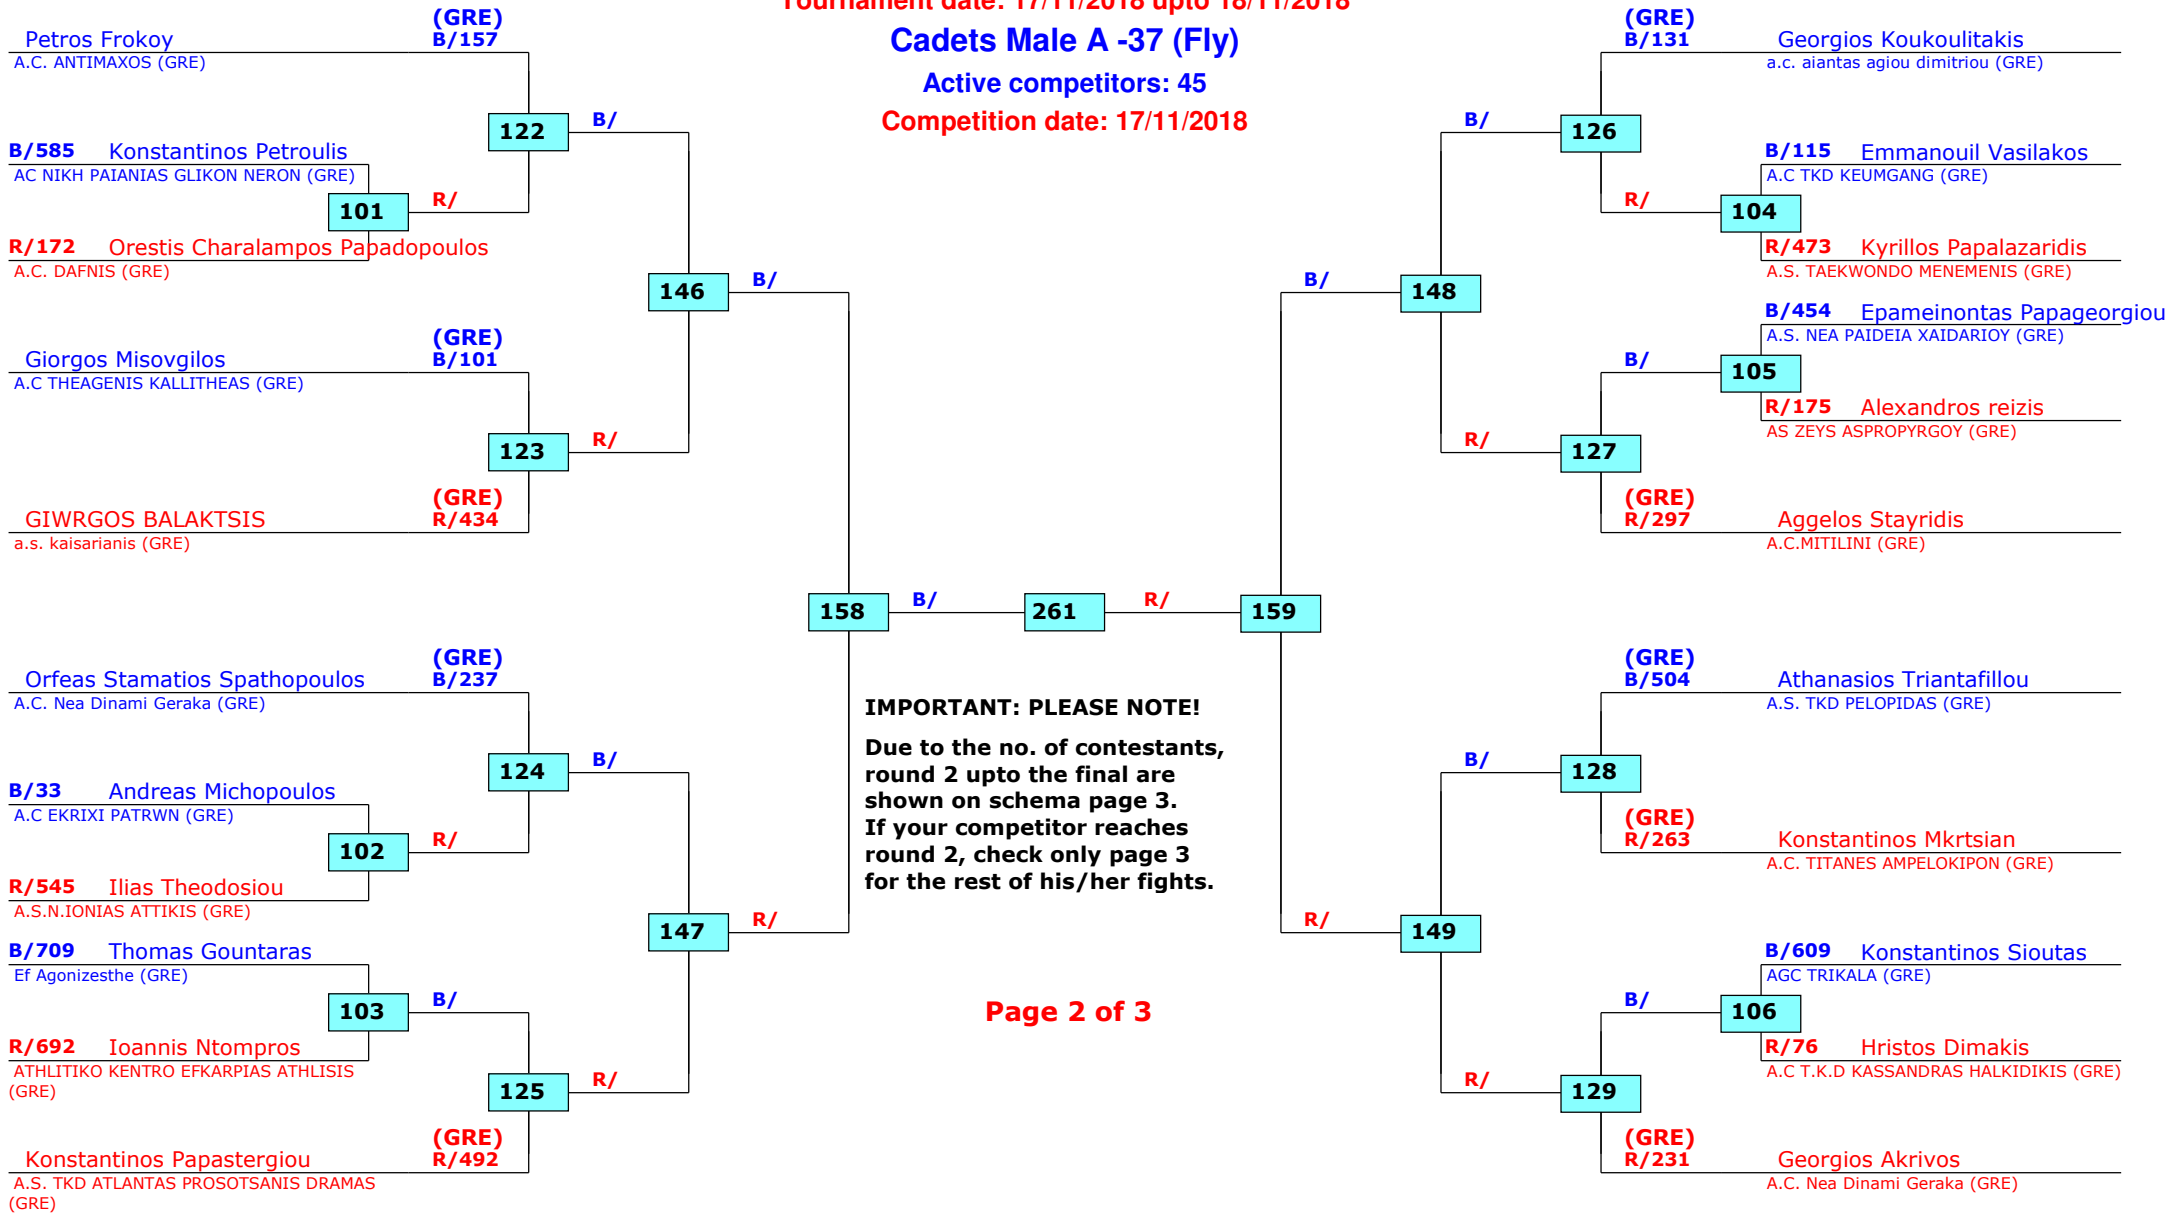 Tournament date: 17/11/2018 upto 18/11/2018
Cadets Male A -37 (Fly)
Active competitors: 45
Competition date: 17/11/2018
(GRE)
Petros Frokoy B/157
A.C. ANTIMAXOS (GRE)
122 B/
B/585 Konstantinos Petroulis
AC NIKH PAIANIAS GLIKON NERON (GRE)
101 R/
R/172 Orestis Charalampos Papadopoulos
A.C. DAFNIS (GRE)
146 B/
(GRE)
Giorgos Misovgilos B/101
A.C THEAGENIS KALLITHEAS (GRE)
123 R/
(GRE)
GIWRGOS BALAKTSIS R/434
a.s. kaisarianis (GRE)
158 B/ 261 R/ 159
(GRE)
Orfeas Stamatios Spathopoulos B/237
A.C. Nea Dinami Geraka (GRE)
124 B/
B/33 Andreas Michopoulos
A.C EKRIXI PATRWN (GRE)
102 R/
R/545 Ilias Theodosiou
A.S.N.IONIAS ATTIKIS (GRE)
147 R/
B/709 Thomas Gountaras
Ef Agonizesthe (GRE)
103 B/
R/692 Ioannis Ntompros
ATHLITIKO KENTRO EFKARPIAS ATHLISIS
(GRE)
125 R/
(GRE)
Konstantinos Papastergiou R/492
A.S. TKD ATLANTAS PROSOTSANIS DRAMAS
(GRE)
IMPORTANT: PLEASE NOTE!
Due to the no. of contestants,
round 2 upto the final are
shown on schema page 3.
If your competitor reaches
round 2, check only page 3
for the rest of his/her fights.
Page 2 of 3
(GRE)
B/131 Georgios Koukoulitakis
a.c. aiantas agiou dimitriou (GRE)
B/ 126
B/115 Emmanouil Vasilakos
A.C TKD KEUMGANG (GRE)
R/ 104
R/473 Kyrillos Papalazaridis
A.S. TAEKWONDO MENEMENIS (GRE)
B/ 148
B/454 Epameinontas Papageorgiou
A.S. NEA PAIDEIA XAIDARIOY (GRE)
B/ 105
R/175 Alexandros reizis
AS ZEYS ASPROPYRGOY (GRE)
R/ 127
(GRE)
R/297 Aggelos Stayridis
A.C.MITILINI (GRE)
(GRE)
B/504 Athanasios Triantafillou
A.S. TKD PELOPIDAS (GRE)
B/ 128
(GRE)
R/263 Konstantinos Mkrtsian
A.C. TITANES AMPELOKIPON (GRE)
R/ 149
B/609 Konstantinos Sioutas
AGC TRIKALA (GRE)
B/ 106
R/76 Hristos Dimakis
A.C T.K.D KASSANDRAS HALKIDIKIS (GRE)
R/ 129
(GRE)
R/231 Georgios Akrivos
A.C. Nea Dinami Geraka (GRE)